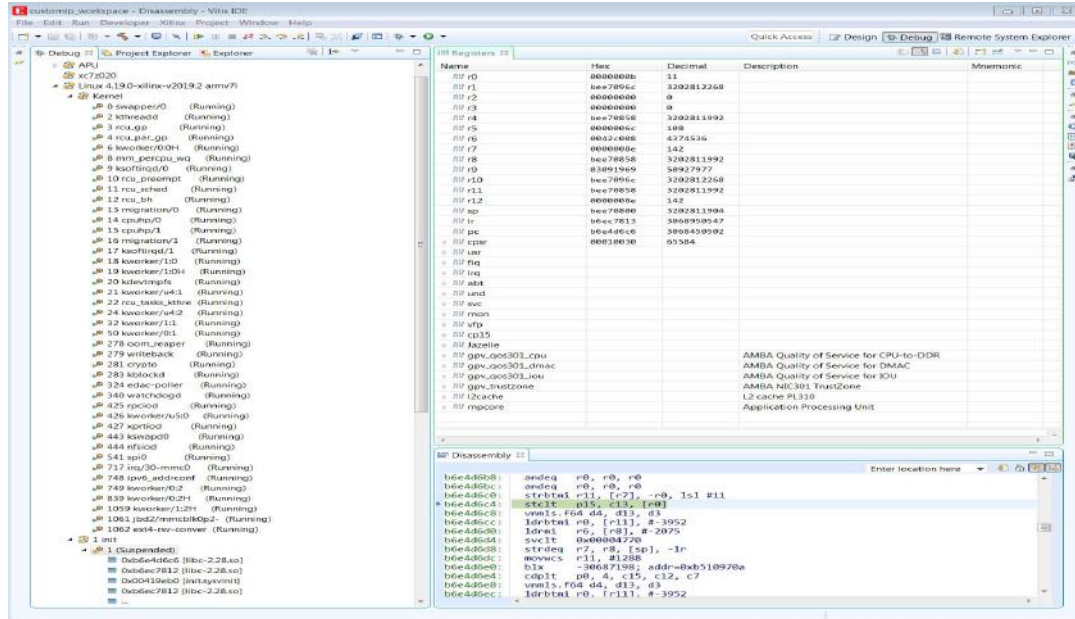 customip_workspace - Disassembly - Vitis IDE
File Edit Run Developer Xilinx Project Window Help
Quick Access Design Debug Remote System Explorer
Debug Project Explorer Explorer
APU
xc7z020
Linux 4.19.0-xilinx-v2019.2 armv7l
Kernel
0 swapper/0 (Running)
2 kthreadd (Running)
3 rcu_gp (Running)
4 rcu_par_gp (Running)
6 kworker/0:0H (Running)
8 mm_percpu_wq (Running)
9 ksoftirqd/0 (Running)
10 rcu_preempt (Running)
11 rcu_sched (Running)
12 rcu_bh (Running)
13 migration/0 (Running)
14 cpuhp/0 (Running)
15 cpuhp/1 (Running)
16 migration/1 (Running)
17 ksoftirqd/1 (Running)
18 kworker/1:0 (Running)
19 kworker/1:0H (Running)
20 kdevtmpfs (Running)
21 kworker/u4:1 (Running)
22 rcu_tasks_kthre (Running)
24 kworker/u4:2 (Running)
32 kworker/1:1 (Running)
50 kworker/0:1 (Running)
278 oom_reaper (Running)
279 writeback (Running)
281 crypto (Running)
283 kblockd (Running)
324 edac-poller (Running)
340 watchdogd (Running)
425 rpciod (Running)
426 kworker/u5:0 (Running)
427 xprtiod (Running)
443 kswapd0 (Running)
444 nfsiod (Running)
541 spi0 (Running)
717 irq/30-mmc0 (Running)
748 ipv6_addrconf (Running)
749 kworker/0:2 (Running)
839 kworker/0:2H (Running)
1059 kworker/1:2H (Running)
1061 jbd2/mmcblk0p2- (Running)
1062 ext4-rsv-conver (Running)
1 init
1 (Suspended)
0xb6e4d6c6 [libc-2.28.so]
0xb6ec7812 [libc-2.28.so]
0x00419eb0 [init.sysvinit]
0xb6ec7812 [libc-2.28.so]
..
Registers
Name Hex Decimal Description Mnemonic
r0 0000000b 11
r1 bee7096c 3202812268
r2 00000000 0
r3 00000000 0
r4 bee70858 3202811992
r5 0000006c 108
r6 0042c008 4374536
r7 0000008e 142
r8 bee70858 3202811992
r9 03091969 50927977
r10 bee7096c 3202812268
r11 bee70858 3202811992
r12 0000008e 142
sp bee70800 3202811904
lr b6ec7813 3068950547
pc b6e4d6c6 3068450502
cpsr 00010030 65584
usr
fiq
irq
abt
und
svc
mon
vfp
cp15
Jazelle
gpv_qos301_cpu AMBA Quality of Service for CPU-to-DDR
gpv_qos301_dmac AMBA Quality of Service for DMAC
gpv_qos301_iou AMBA Quality of Service for IOU
gpv_trustzone AMBA NIC301 TrustZone
l2cache L2 cache PL310
mpcore Application Processing Unit
Disassembly
Enter location here
b6e4d6b8: andeq r0, r0, r0
b6e4d6bc: andeq r0, r0, r0
b6e4d6c0: strbtmi r11, [r7], -r0, lsl #11
b6e4d6c4: stclt p15, c13, [r0]
b6e4d6c8: vnmls.f64 d4, d13, d3
b6e4d6cc: ldrbtmi r0, [r11], #-3952
b6e4d6d0: ldrmi r6, [r8], #-2075
b6e4d6d4: svclt 0x00004770
b6e4d6d8: strdeq r7, r8, [sp], -lr
b6e4d6dc: movwcs r11, #1288
b6e4d6e0: blx -30687198; addr=0xb510970a
b6e4d6e4: cdplt p0, 4, c15, c12, c7
b6e4d6e8: vnmls.f64 d4, d13, d3
b6e4d6ec: ldrbtmi r0, [r11], #-3952